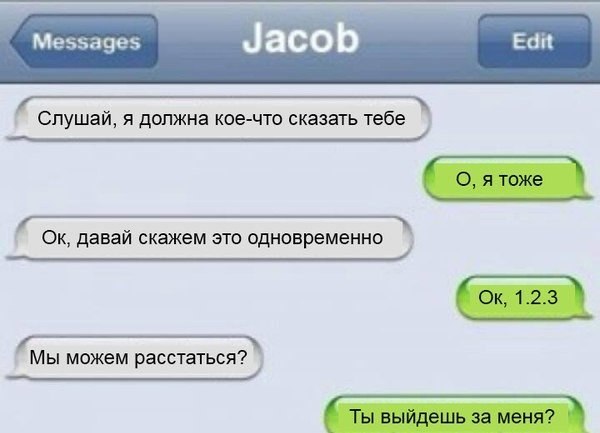 Messages
Jacob
Edit
Слушай, я должна кое-что сказать тебе
О, я тоже
Ок, давай скажем это одновременно
Ок, 1.2.3
Мы можем расстаться?
Ты выйдешь за меня?